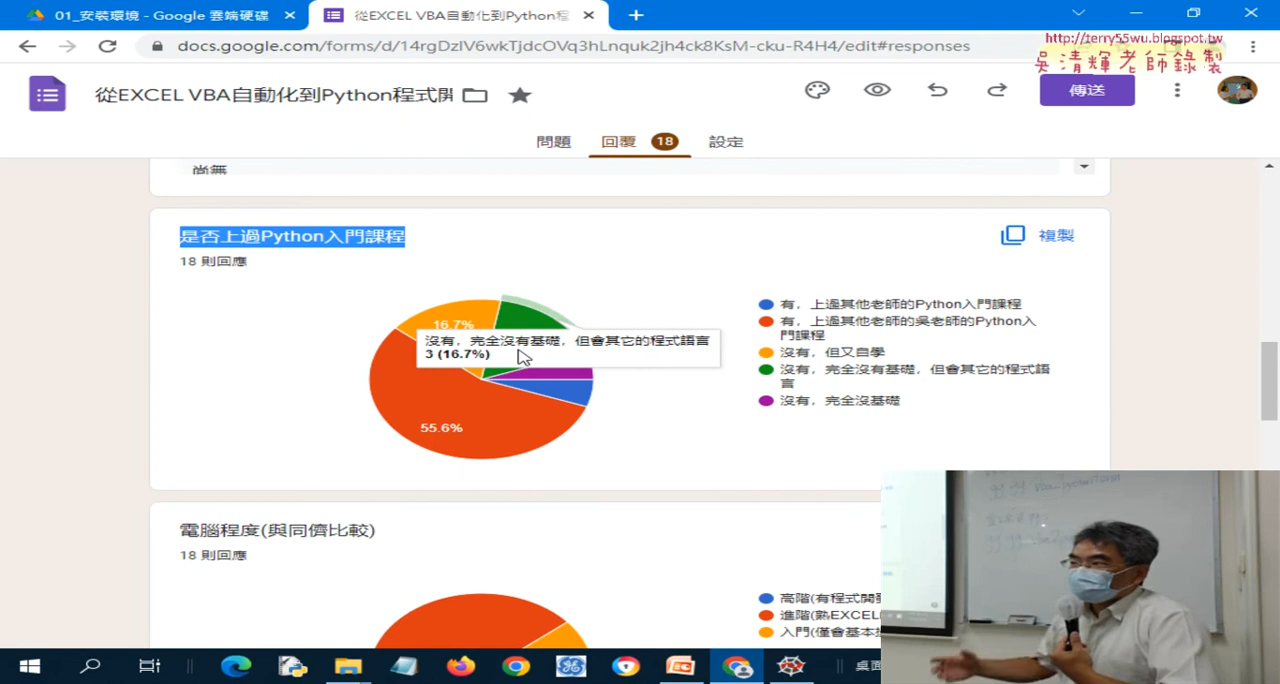 01_安裝環境 - Google 雲端硬碟
從EXCEL VBA自動化到Python程
docs.google.com/forms/d/14rgDzlV6wkTjdcOVq3hLnquk2jh4ck8KsM-cku-R4H4/edit#responses
http://terry55wu.blogspot.tw
吳清輝老師錄製
從EXCEL VBA自動化到Python程式開
傳送
問題
回覆 18
設定
尚無
是否上過Python入門課程
複製
18 則回應
有，上過其他老師的Python入門課程
有，上過其他老師的吳老師的Python入
門課程
沒有，但又自學
沒有，完全沒有基礎，但會其它的程式語
言
沒有，完全沒基礎
16.7%
沒有，完全沒有基礎，但會其它的程式語言
3 (16.7%)
55.6%
電腦程度(與同儕比較)
18 則回應
高階(有程式開發
進階(熟EXCEL
入門(僅會基本
桌面